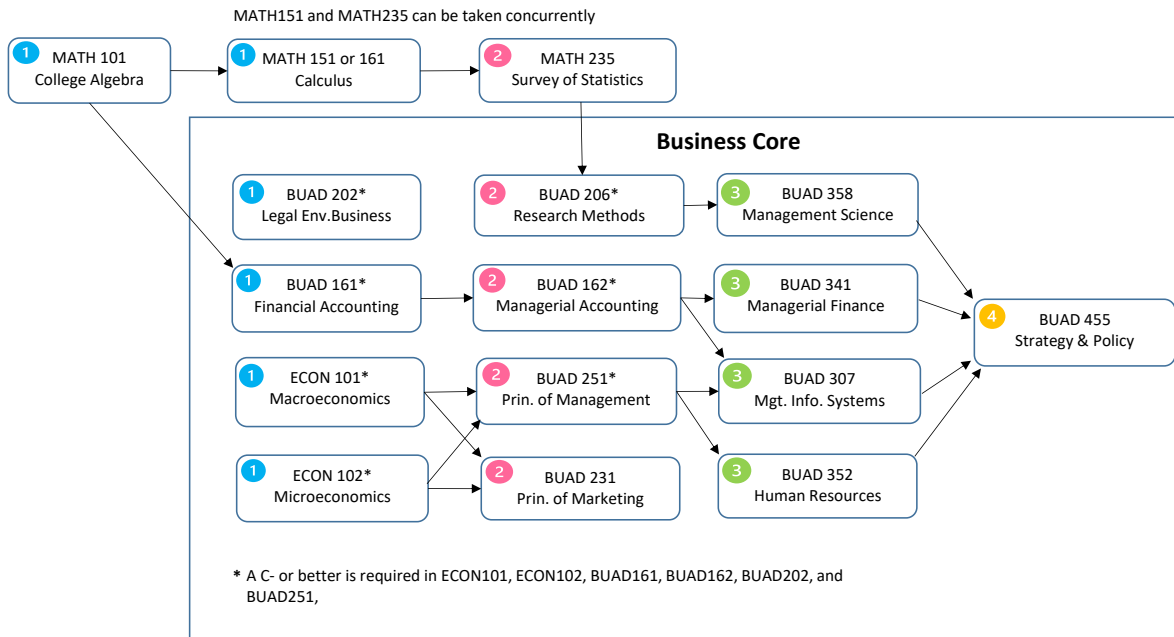 MATH151 and MATH235 can be taken concurrently
1
MATH 101
College Algebra
1
MATH 151 or 161
Calculus
2
MATH 235
Survey of Statistics
Business Core
1
BUAD 202*
Legal Env.Business
2
BUAD 206*
Research Methods
3
BUAD 358
Management Science
1
BUAD 161*
Financial Accounting
2
BUAD 162*
Managerial Accounting
3
BUAD 341
Managerial Finance
4
BUAD 455
Strategy & Policy
1
ECON 101*
Macroeconomics
2
BUAD 251*
Prin. of Management
3
BUAD 307
Mgt. Info. Systems
1
ECON 102*
Microeconomics
2
BUAD 231
Prin. of Marketing
3
BUAD 352
Human Resources
* A C- or better is required in ECON101, ECON102, BUAD161, BUAD162, BUAD202, and
BUAD251,